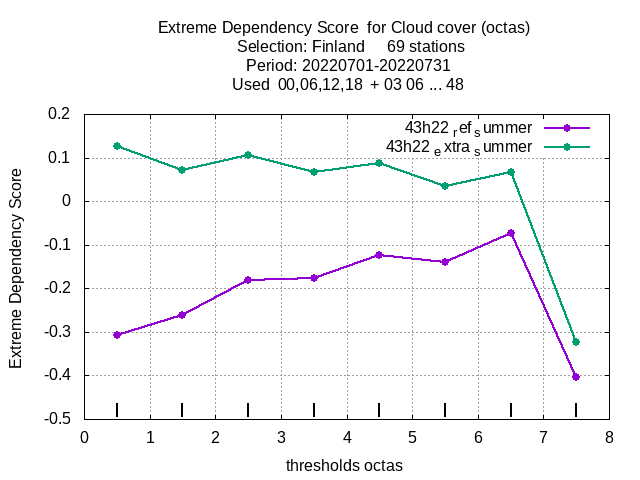 Extreme Dependency Score  for Cloud cover (octas)
Selection: Finland     69 stations
Period: 20220701-20220731
Used  00,06,12,18  + 03 06 ... 48
43h22 ref summer
43h22 extra summer
Extreme Dependency Score
0.2
0.1
0
-0.1
-0.2
-0.3
-0.4
-0.5
0 1 2 3 4 5 6 7 8
thresholds octas